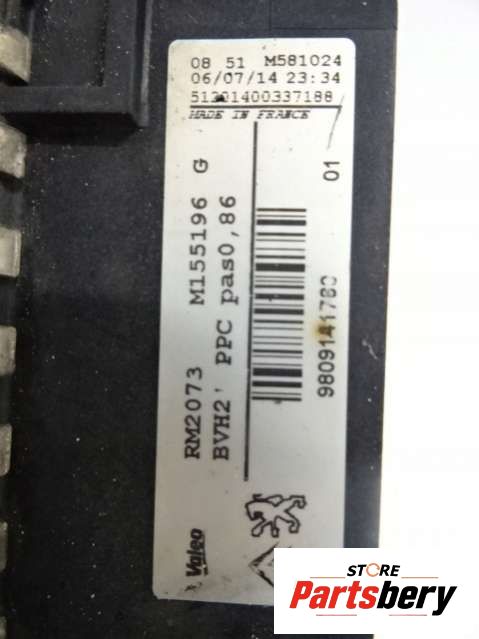 08 51 M581024
06/07/14 23:34
MADE IN FRANCE
RM2073 M155196 G
BVH2' PPC pas0,86
9809141780
01
Valeo
STORE
Partsbery